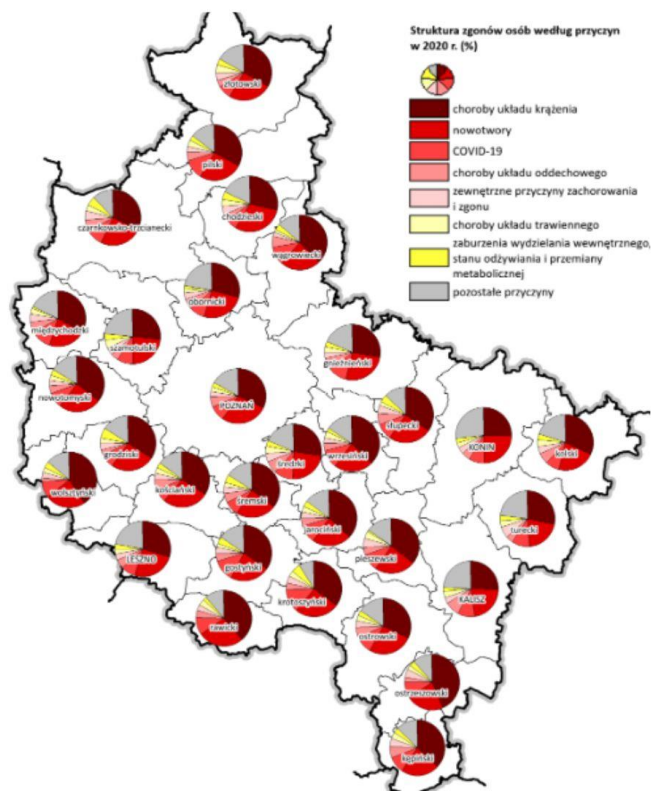 Struktura zgonów osób według przyczyn
w 2020 r. (%)
choroby układu krążenia
nowotwory
COVID-19
choroby układu oddechowego
zewnętrzne przyczyny zachorowania
i zgonu
choroby układu trawiennego
zaburzenia wydzielania wewnętrznego,
stanu odżywiania i przemiany
metabolicznej
pozostałe przyczyny
złotowski
pilski
chodzieski
czarnkowsko-trzcianecki
wągrowiecki
obornicki
międzychodzki
szamotulski
gnieźnieński
nowotomyski
POZNAŃ
słupecki
grodziski
wrzesiński
KONIN
kolski
średzki
wolsztyński
kościański
śremski
jarociński
turecki
LESZNO
gostyński
pleszewski
krotoszyński
KALISZ
rawicki
ostrowski
ostrzeszowski
kępiński